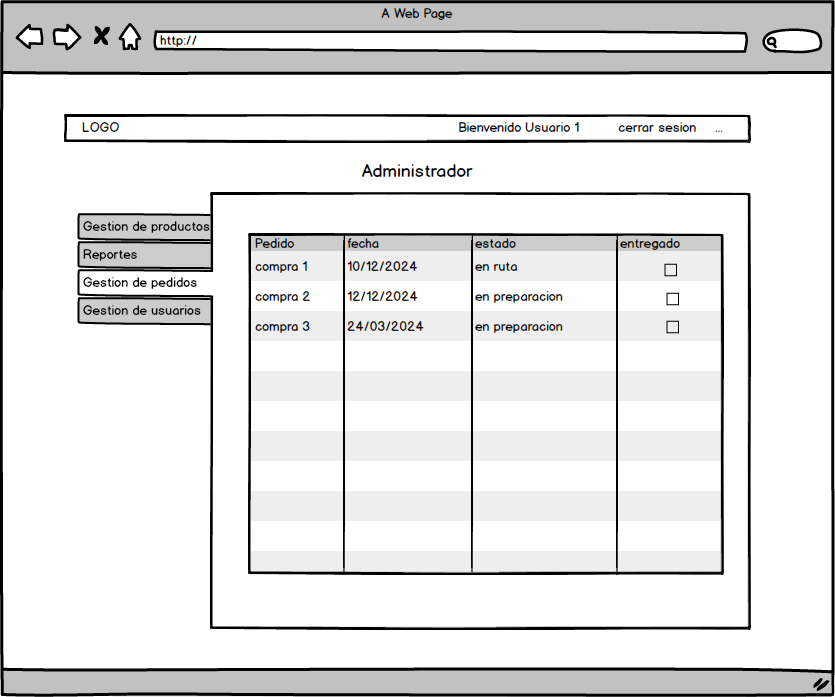 A Web Page
http://
LOGO Bienvenido Usuario 1 cerrar sesion ...
Administrador
Gestion de productos
Reportes
Gestion de pedidos
Gestion de usuarios
Pedido fecha estado entregado
compra 1 10/12/2024 en ruta
compra 2 12/12/2024 en preparacion
compra 3 24/03/2024 en preparacion